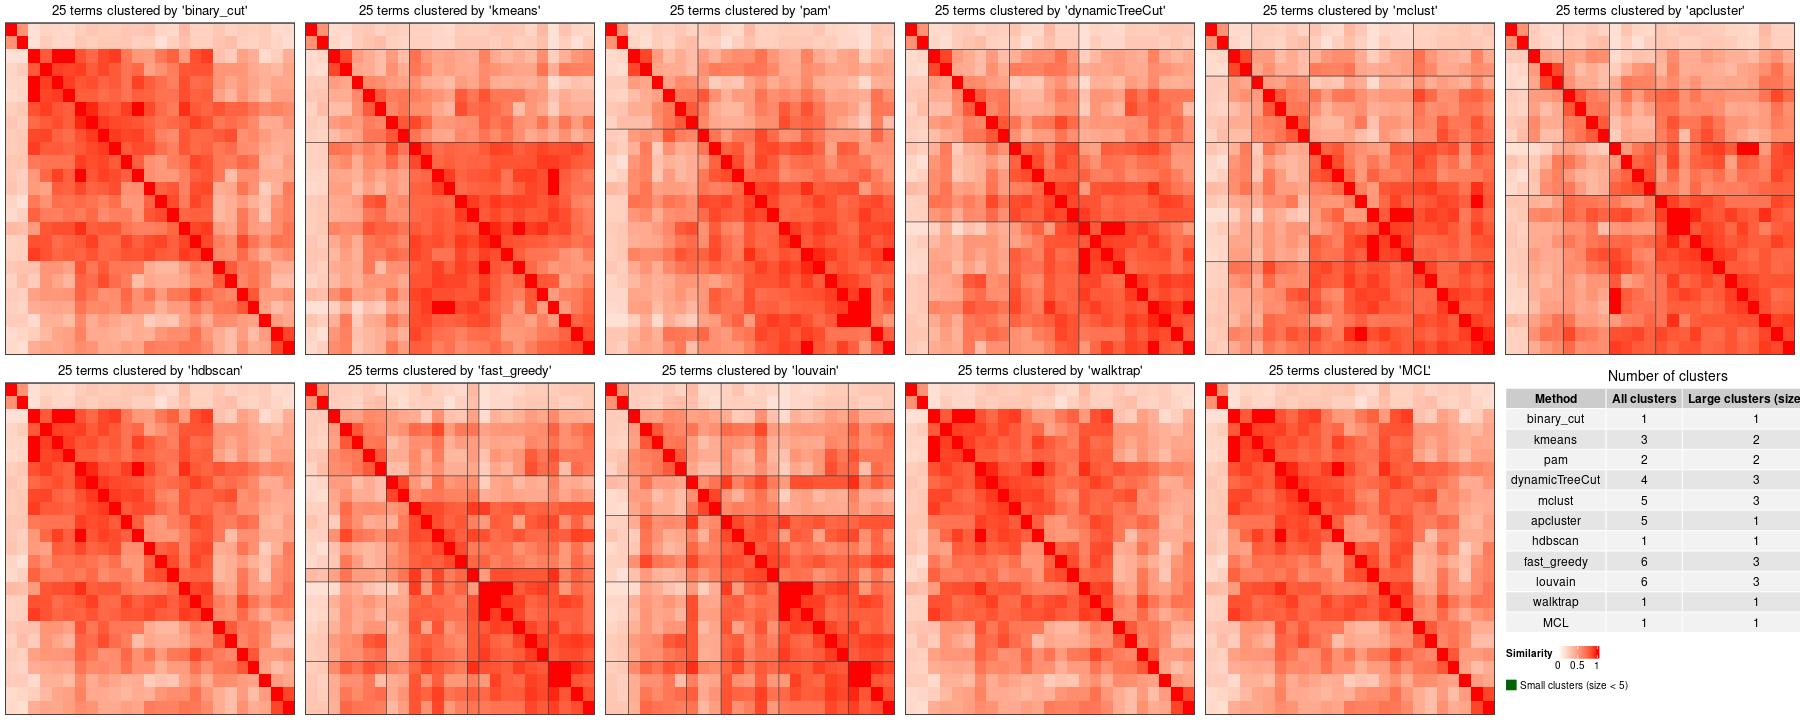 25 terms clustered by 'binary_cut'
25 terms clustered by 'kmeans'
25 terms clustered by 'pam'
25 terms clustered by 'dynamicTreeCut'
25 terms clustered by 'mclust'
25 terms clustered by 'apcluster'
25 terms clustered by 'hdbscan'
25 terms clustered by 'fast_greedy'
25 terms clustered by 'louvain'
25 terms clustered by 'walktrap'
25 terms clustered by 'MCL'
Number of clusters
Method All clusters Large clusters (size
binary_cut 1 1
kmeans 3 2
pam 2 2
dynamicTreeCut 4 3
mclust 5 3
apcluster 5 1
hdbscan 1 1
fast_greedy 6 3
louvain 6 3
walktrap 1 1
MCL 1 1
Similarity
0 0.5 1
Small clusters (size < 5)